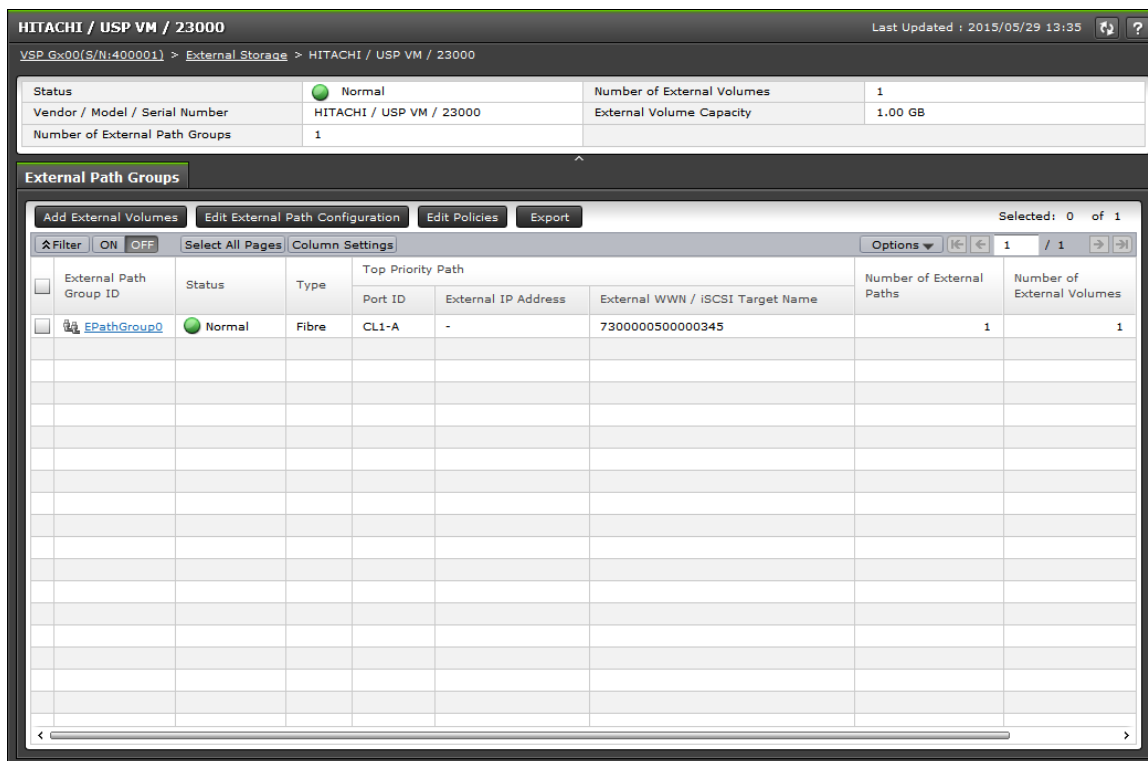 HITACHI / USP VM / 23000
Last Updated : 2015/05/29 13:35
?
VSP Gx00(S/N:400001) > External Storage > HITACHI / USP VM / 23000
Status Normal Number of External Volumes 1
Vendor / Model / Serial Number HITACHI / USP VM / 23000 External Volume Capacity 1.00 GB
Number of External Path Groups 1
External Path Groups
Add External Volumes Edit External Path Configuration Edit Policies Export Selected: 0 of 1
Filter ON OFF Select All Pages Column Settings Options 1 / 1
External Path Group ID Status Type Top Priority Path Number of External Paths Number of External Volumes
Port ID External IP Address External WWN / iSCSI Target Name
EPathGroup0 Normal Fibre CL1-A - 7300000500000345 1 1